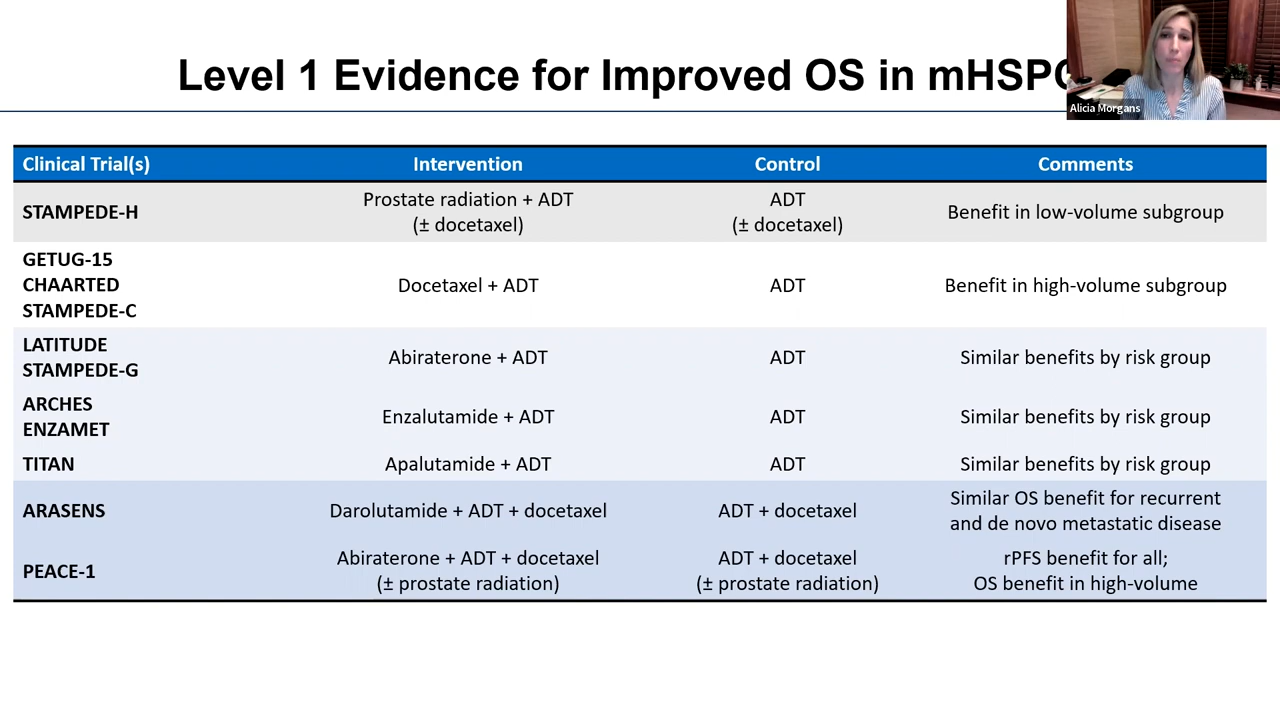 Level 1 Evidence for Improved OS in mHSPC
Alicia Morgans
Clinical Trial(s) Intervention Control Comments
STAMPEDE-H
Prostate radiation + ADT
(± docetaxel)
ADT
(± docetaxel)
Benefit in low-volume subgroup
GETUG-15
CHAARTED
STAMPEDE-C
Docetaxel + ADT
ADT
Benefit in high-volume subgroup
LATITUDE
STAMPEDE-G
Abiraterone + ADT
ADT
Similar benefits by risk group
ARCHES
ENZAMET
Enzalutamide + ADT
ADT
Similar benefits by risk group
TITAN
Apalutamide + ADT
ADT
Similar benefits by risk group
ARASENS
Darolutamide + ADT + docetaxel
ADT + docetaxel
Similar OS benefit for recurrent
and de novo metastatic disease
PEACE-1
Abiraterone + ADT + docetaxel
(± prostate radiation)
ADT + docetaxel
(± prostate radiation)
rPFS benefit for all;
OS benefit in high-volume